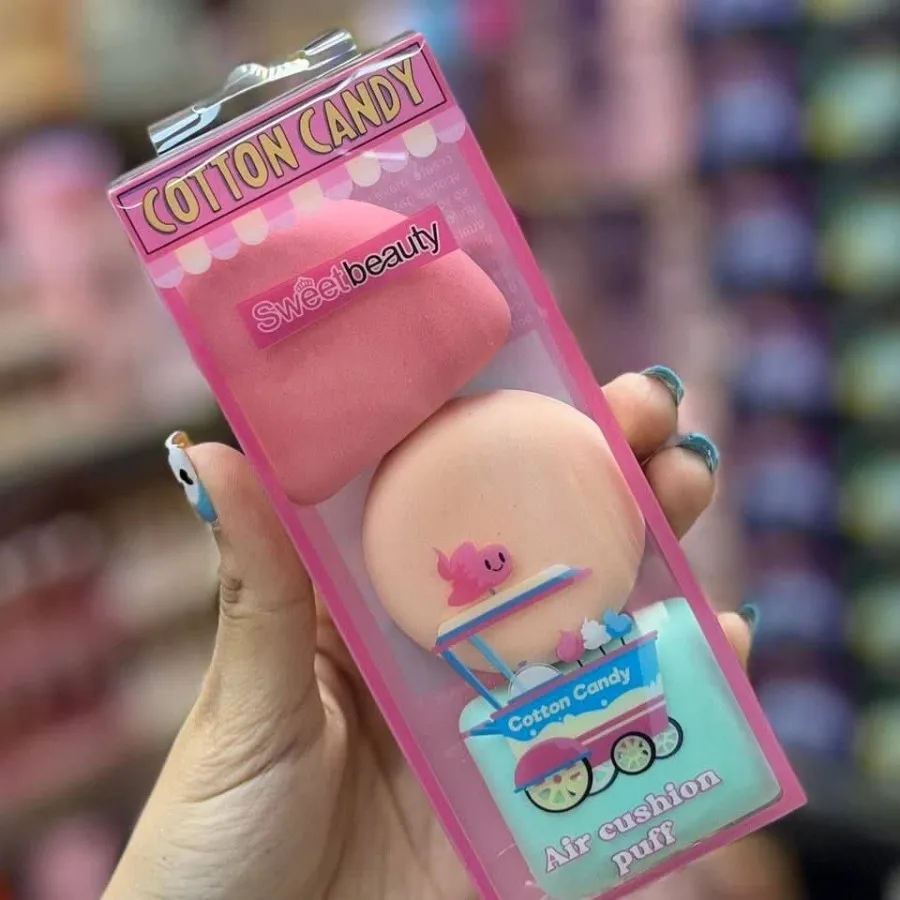 COTTON CANDY
Sweetbeauty
Cotton Candy
Air cushion
puff